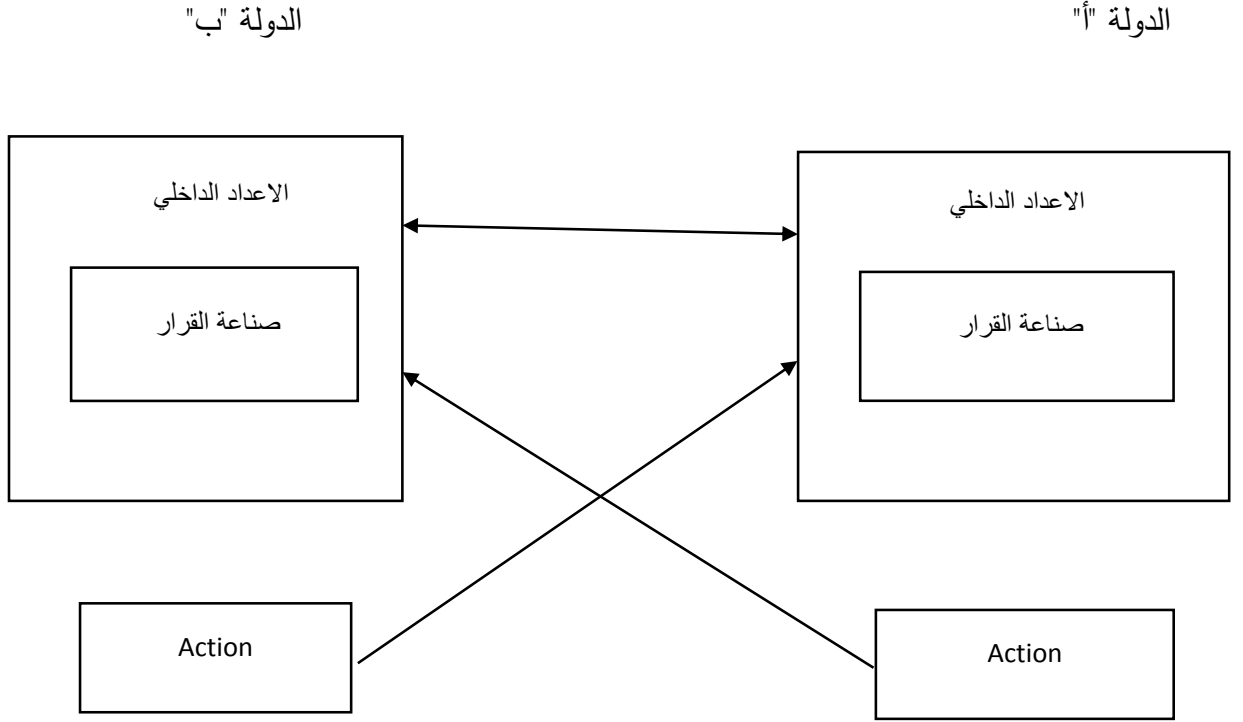 الدولة "أ"
الدولة "ب"
الاعداد الداخلي
الاعداد الداخلي
صناعة القرار
صناعة القرار
Action
Action